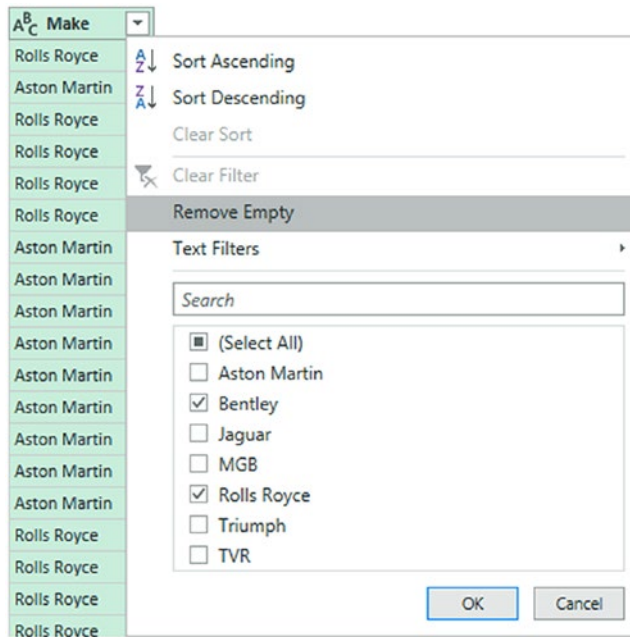 ABC Make
Rolls Royce
Aston Martin
Rolls Royce
Rolls Royce
Rolls Royce
Rolls Royce
Aston Martin
Aston Martin
Aston Martin
Aston Martin
Aston Martin
Aston Martin
Aston Martin
Aston Martin
Aston Martin
Rolls Royce
Rolls Royce
Rolls Royce
Rolls Royce
AZ Sort Ascending
ZA Sort Descending
Clear Sort
Clear Filter
Remove Empty
Text Filters
Search
(Select All)
Aston Martin
Bentley
Jaguar
MGB
Rolls Royce
Triumph
TVR
OK Cancel